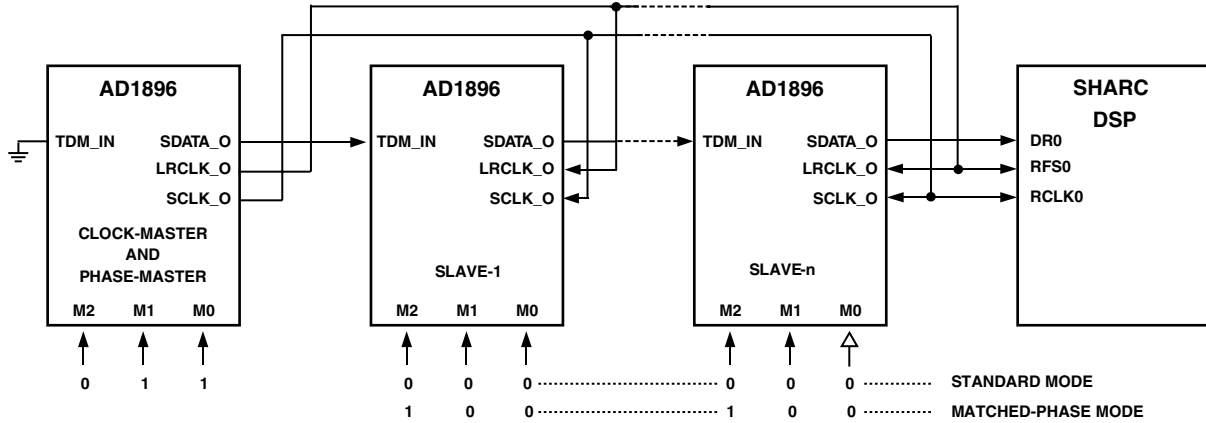 AD1896
TDM_IN SDATA_O
LRCLK_O
SCLK_O
CLOCK-MASTER
AND
PHASE-MASTER
M2 M1 M0
0 1 1
AD1896
TDM_IN SDATA_O
LRCLK_O
SCLK_O
SLAVE-1
M2 M1 M0
AD1896
TDM_IN SDATA_O
LRCLK_O
SCLK_O
SLAVE-n
M2 M1 M0
SHARC
DSP
DR0
RFS0
RCLK0
0 0 0 0 0 0 STANDARD MODE
1 0 0 1 0 0 MATCHED-PHASE MODE